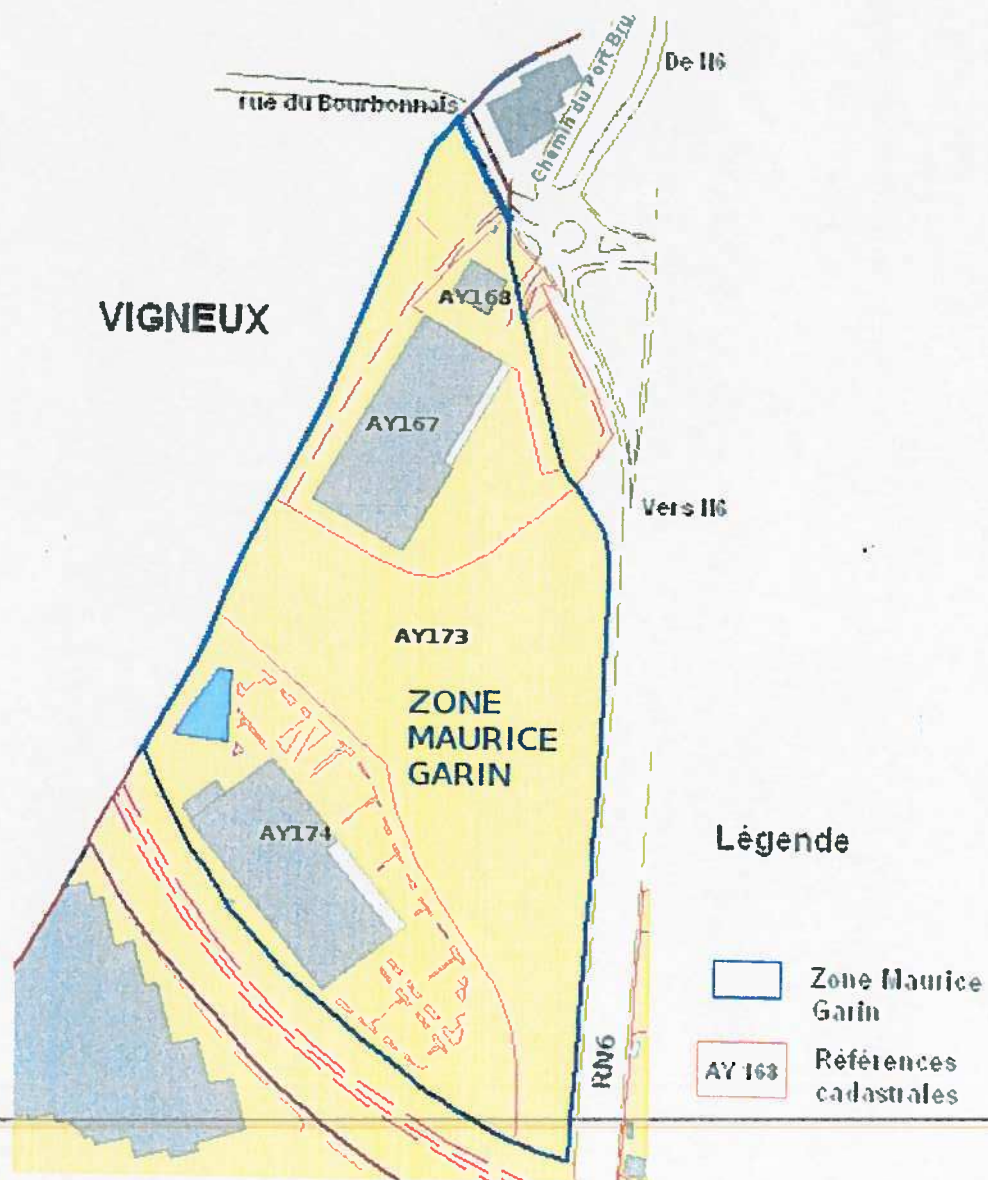 De N6
Chemin du Port Bru
rue du Bourbonnais
VIGNEUX
AY168
AY167
Vers N6
AY173
ZONE
MAURICE
GARIN
AY174
Légende
Zone Maurice
Garin
RN6
AY 168
Références
cadastrales